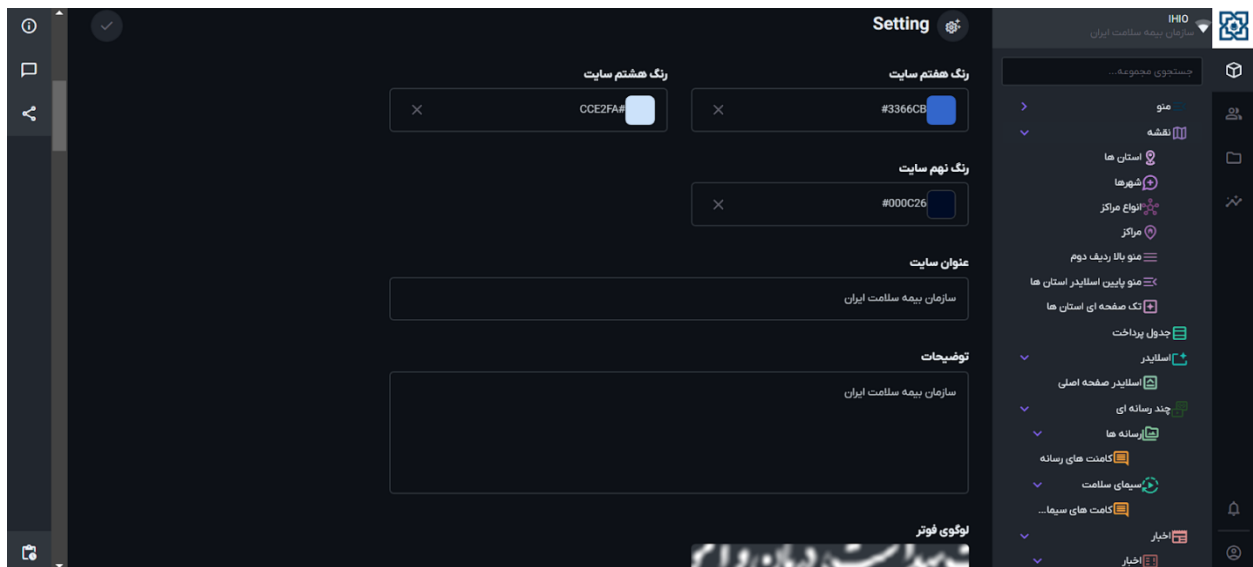 IHIO
سازمان بیمه سلامت ایران
جستجوی مجموعه...
منو
نقشه
استان ها
شهرها
انواع مراکز
مراکز
منو بالا ردیف دوم
منو پایین اسلایدر استان ها
تک صفحه ای استان ها
جدول پرداخت
اسلایدر
اسلایدر صفحه اصلی
چند رسانه ای
رسانه ها
کامنت های رسانه
سیمای سلامت
کامت های سیما...
اخبار
اخبار
Setting
رنگ هفتم سایت
#3366CB
رنگ هشتم سایت
CCE2FA#
رنگ نهم سایت
#000C26
عنوان سایت
سازمان بیمه سلامت ایران
توضیحات
سازمان بیمه سلامت ایران
لوگوی فوتر